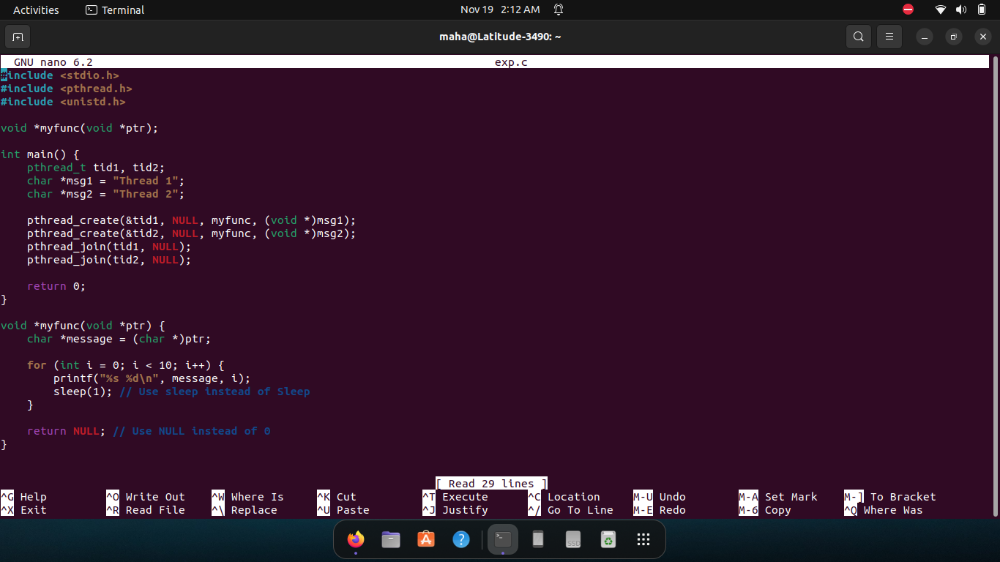 Activities Terminal Nov 19 2:12 AM
maha@Latitude-3490: ~
GNU nano 6.2 exp.c
#include <stdio.h>
#include <pthread.h>
#include <unistd.h>

void *myfunc(void *ptr);

int main() {
    pthread_t tid1, tid2;
    char *msg1 = "Thread 1";
    char *msg2 = "Thread 2";

    pthread_create(&tid1, NULL, myfunc, (void *)msg1);
    pthread_create(&tid2, NULL, myfunc, (void *)msg2);
    pthread_join(tid1, NULL);
    pthread_join(tid2, NULL);

    return 0;
}

void *myfunc(void *ptr) {
    char *message = (char *)ptr;

    for (int i = 0; i < 10; i++) {
        printf("%s %d\n", message, i);
        sleep(1); // Use sleep instead of Sleep
    }

    return NULL; // Use NULL instead of 0
}

[ Read 29 lines ]
^G Help ^O Write Out ^W Where Is ^K Cut ^T Execute ^C Location M-U Undo M-A Set Mark M-] To Bracket
^X Exit ^R Read File ^\ Replace ^U Paste ^J Justify ^/ Go To Line M-E Redo M-6 Copy ^Q Where Was
SSD